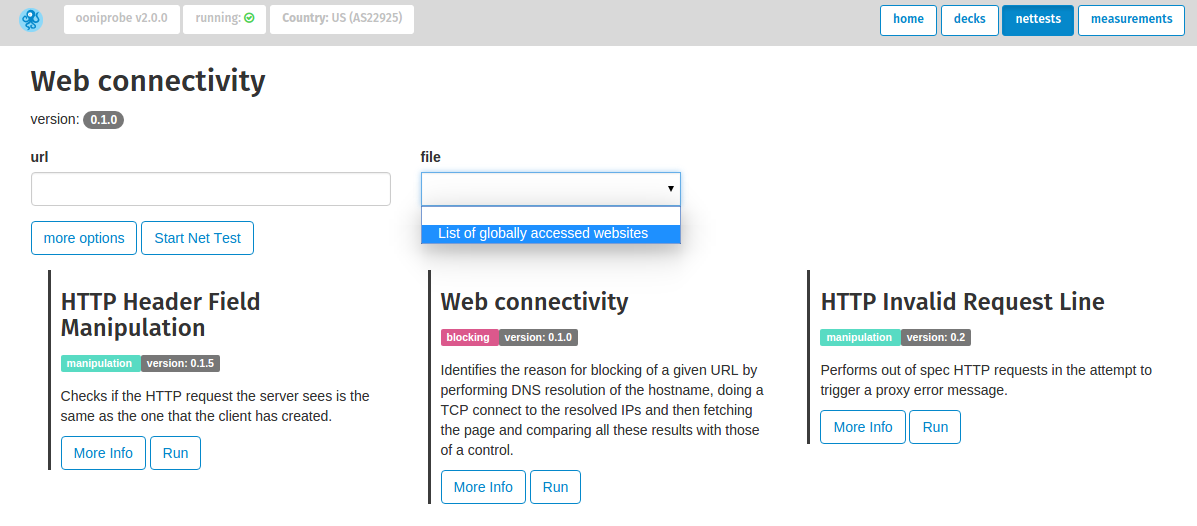 ooniprobe v2.0.0 running: Country: US (AS22925) home decks nettests measurements
Web connectivity
version: 0.1.0
url file
List of globally accessed websites
more options Start Net Test
HTTP Header Field
Manipulation
manipulation version: 0.1.5
Checks if the HTTP request the server sees is the
same as the one that the client has created.
More Info Run
Web connectivity
blocking version: 0.1.0
Identifies the reason for blocking of a given URL by
performing DNS resolution of the hostname, doing a
TCP connect to the resolved IPs and then fetching
the page and comparing all these results with those
of a control.
More Info Run
HTTP Invalid Request Line
manipulation version: 0.2
Performs out of spec HTTP requests in the attempt to
trigger a proxy error message.
More Info Run